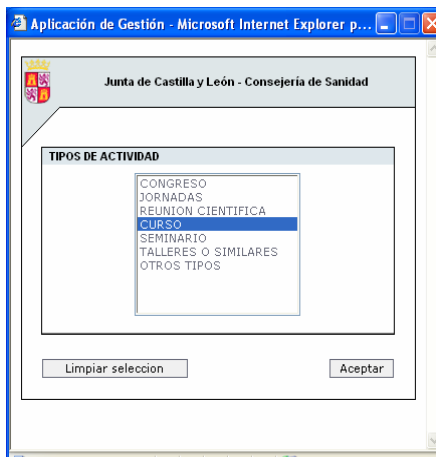 Aplicación de Gestión - Microsoft Internet Explorer p...
Junta de Castilla y León - Consejería de Sanidad
TIPOS DE ACTIVIDAD
CONGRESO
JORNADAS
REUNION CIENTIFICA
CURSO
SEMINARIO
TALLERES O SIMILARES
OTROS TIPOS
Limpiar seleccion
Aceptar